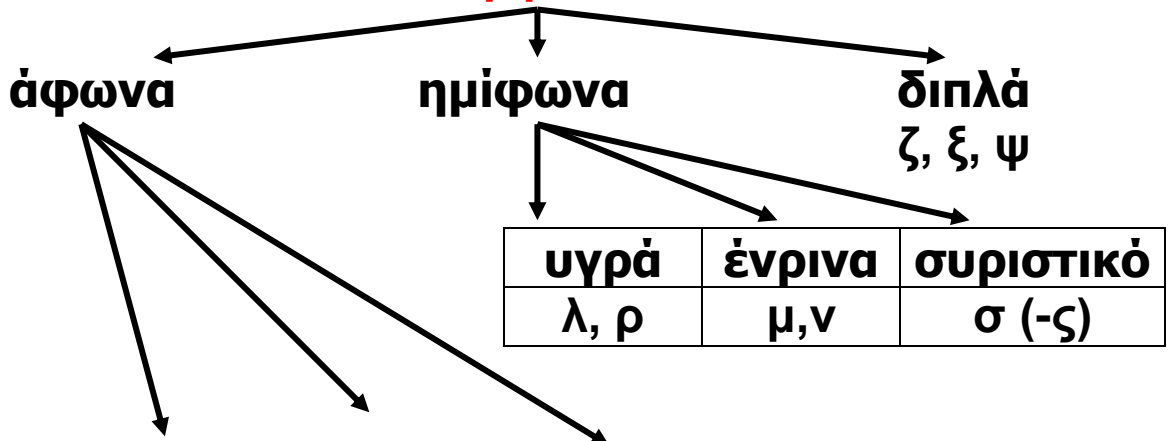 άφωνα ημίφωνα διπλά
ζ, ξ, ψ
υγρά ένρινα συριστικό
λ, ρ μ,ν σ (-ς)